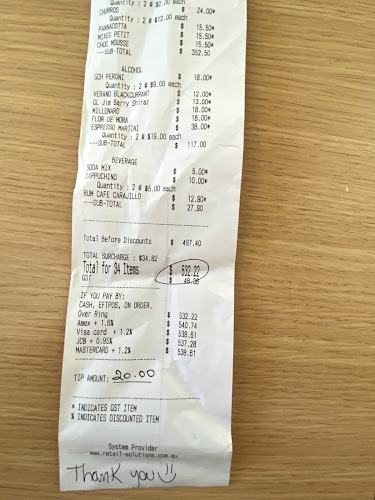 Quantity : 2 @ $2.00 each
CHURROS $ 24.00*
Quantity : 2 @ $12.00 each
PANNACOTTA $ 15.50*
MIXED PETIT $ 15.50*
CHOC MOUSSE $ 15.50*
---SUB-TOTAL $ 352.50
ALCOHOL
SCH PERONI $ 18.00*
Quantity : 2 @ $9.00 each
VERANO BLACKCURRANT $ 12.00*
GL Jim Barry Shiraz $ 13.00*
MILLONARO $ 18.00*
FLOR DE MORA $ 18.00*
ESPRESSO MARTINI $ 38.00*
Quantity : 2 @ $19.00 each
---SUB-TOTAL $ 117.00
BEVERAGE
SODA MIX $ 5.00*
CAPPUCHINO $ 10.00*
Quantity : 2 @ $5.00 each
RUM CAFE CARAJILLO $ 12.90*
---SUB-TOTAL $ 27.90
Total Before Discounts $ 497.40
TOTAL SURCHARGE : $34.82
Total for 34 Items $ 532.22
GST $ 48.38
IF YOU PAY BY:
CASH, EFTPOS, ON ORDER.
Over Ring $ 532.22
Amex + 1.6% $ 540.74
Visa card + 1.2% $ 538.61
JCB + 0.95% $ 537.28
MASTERCARD + 1.2% $ 538.61
TIP AMOUNT: 20.00
* INDICATES GST ITEM
% INDICATES DISCOUNTED ITEM
System Provider
www.retail-solutions.com.au
Thank you